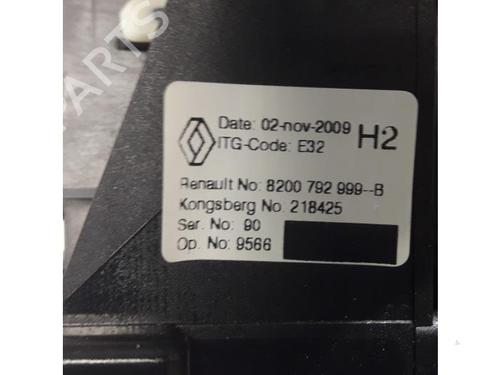 Date: 02-nov-2009 H2
ITG-Code: E32
Renault No: 8200 792 999--B
Kongsberg No. 218425
Ser. No: 90
Op. No: 9566
PARTS